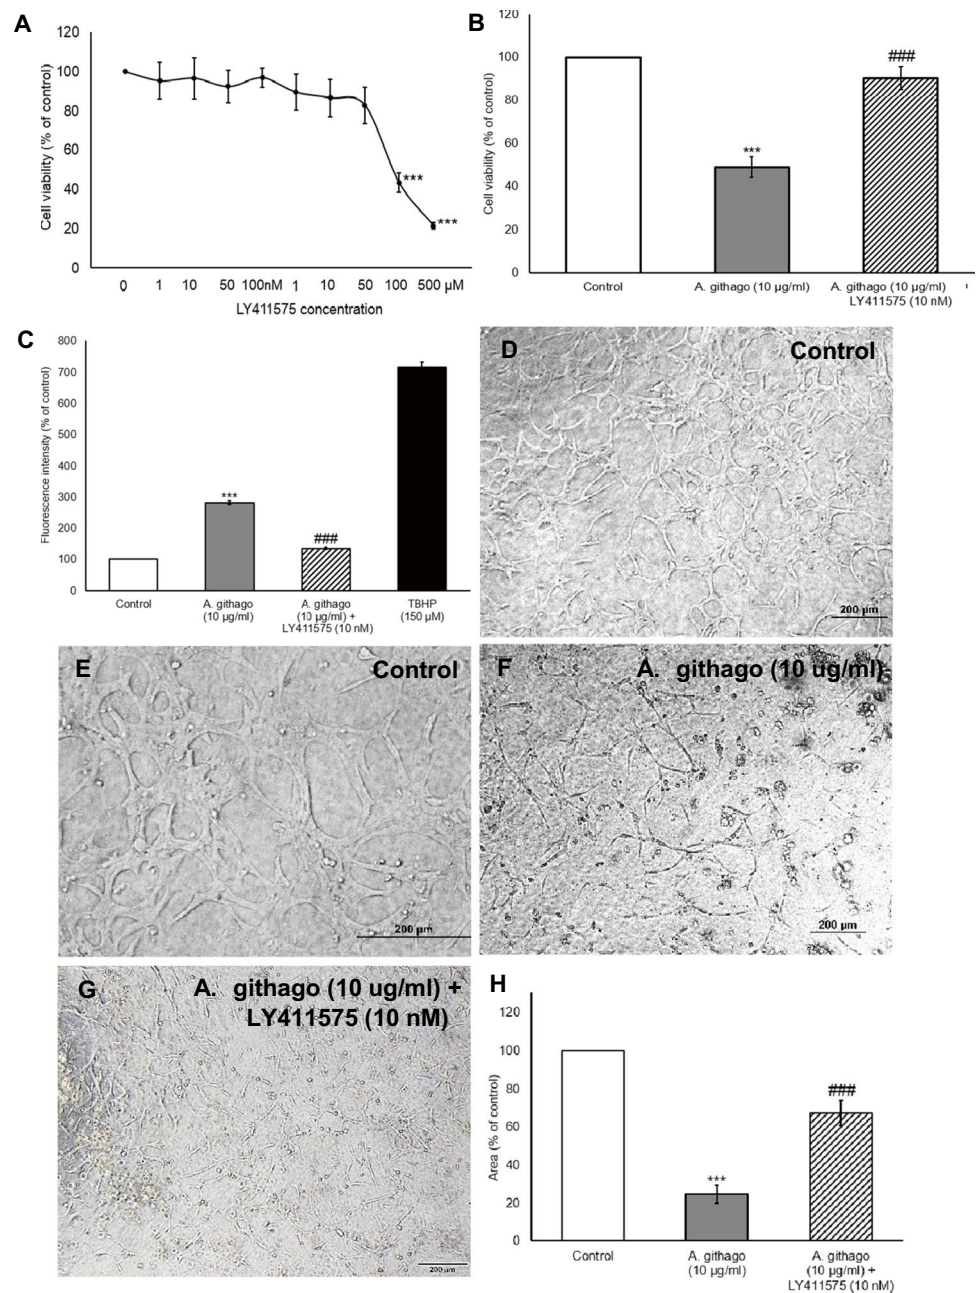 A
120
100
80
60
40
20
0
Cell viability (% of control)
***
***
0 1 10 50 100nM 1 10 50 100 500 µM
LY411575 concentration
B
120
100
80
60
40
20
0
Cell viability (% of control)
***
###
Control
A. githago (10 µg/ml)
A. githago (10 µg/ml)
LY411575 (10 nM)
C
800
700
600
500
400
300
200
100
0
Fluorescence intensity (% of control)
***
###
Control
A. githago
(10 µg/ml)
A. githago
(10 µg/ml) +
LY411575 (10 nM)
TBHP
(150 µM)
D
Control
200 µm
E
Control
200 µm
F
A. githago (10 ug/ml)
200 µm
G
A. githago (10 ug/ml) +
LY411575 (10 nM)
200 µm
H
120
100
80
60
40
20
0
Area (% of control)
***
###
Control
A. githago
(10 µg/ml)
A. githago
(10 µg/ml) +
LY411575 (10 nM)